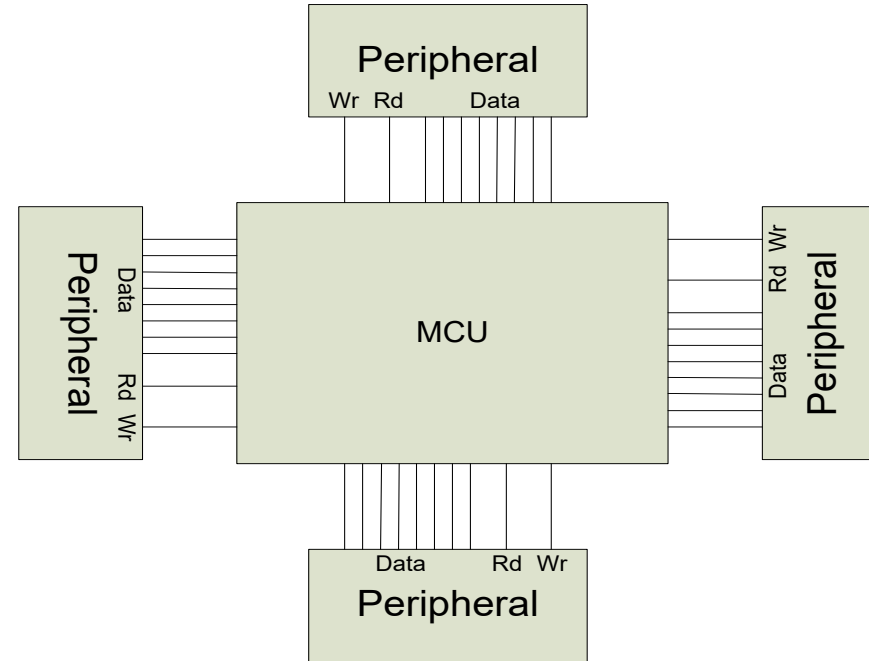 Peripheral
Wr Rd Data
Peripheral
Data
Rd Wr
MCU
Wr
Rd
Data
Peripheral
Data Rd Wr
Peripheral